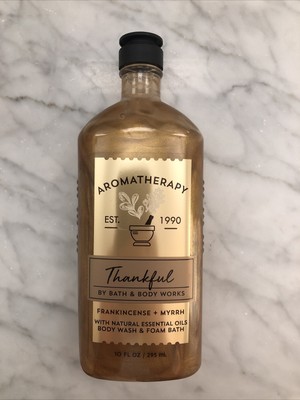 AROMATHERAPY
EST. 1990
Thankful
BY BATH & BODY WORKS
FRANKINCENSE + MYRRH
WITH NATURAL ESSENTIAL OILS
BODY WASH & FOAM BATH
10 FL OZ / 295 mL